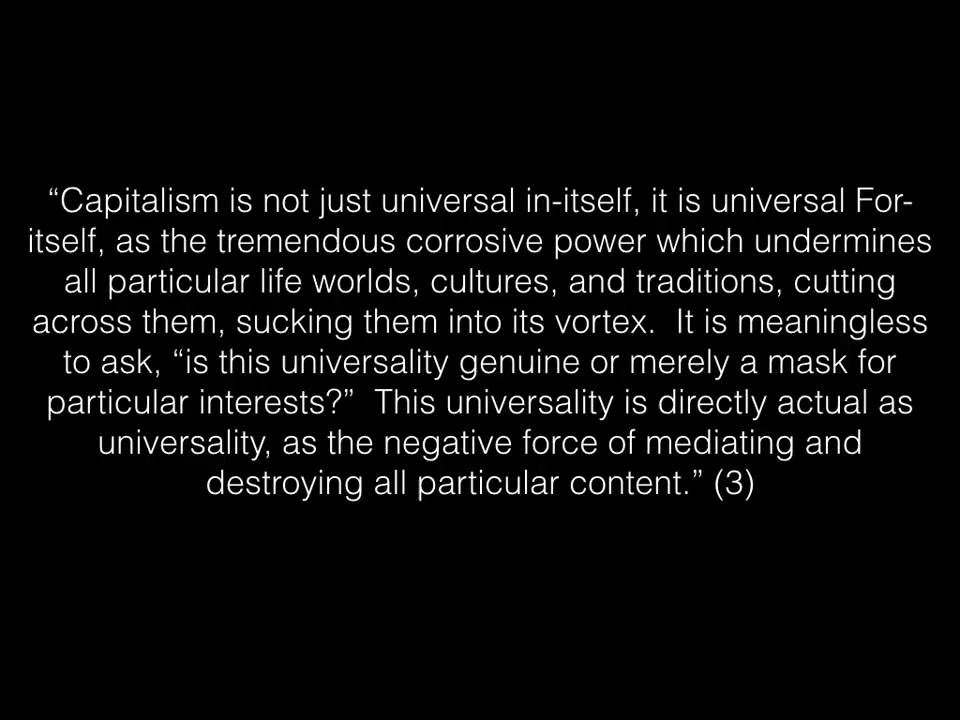 “Capitalism is not just universal in-itself, it is universal For-
itself, as the tremendous corrosive power which undermines
all particular life worlds, cultures, and traditions, cutting
across them, sucking them into its vortex.  It is meaningless
to ask, “is this universality genuine or merely a mask for
particular interests?”  This universality is directly actual as
universality, as the negative force of mediating and
destroying all particular content.” (3)